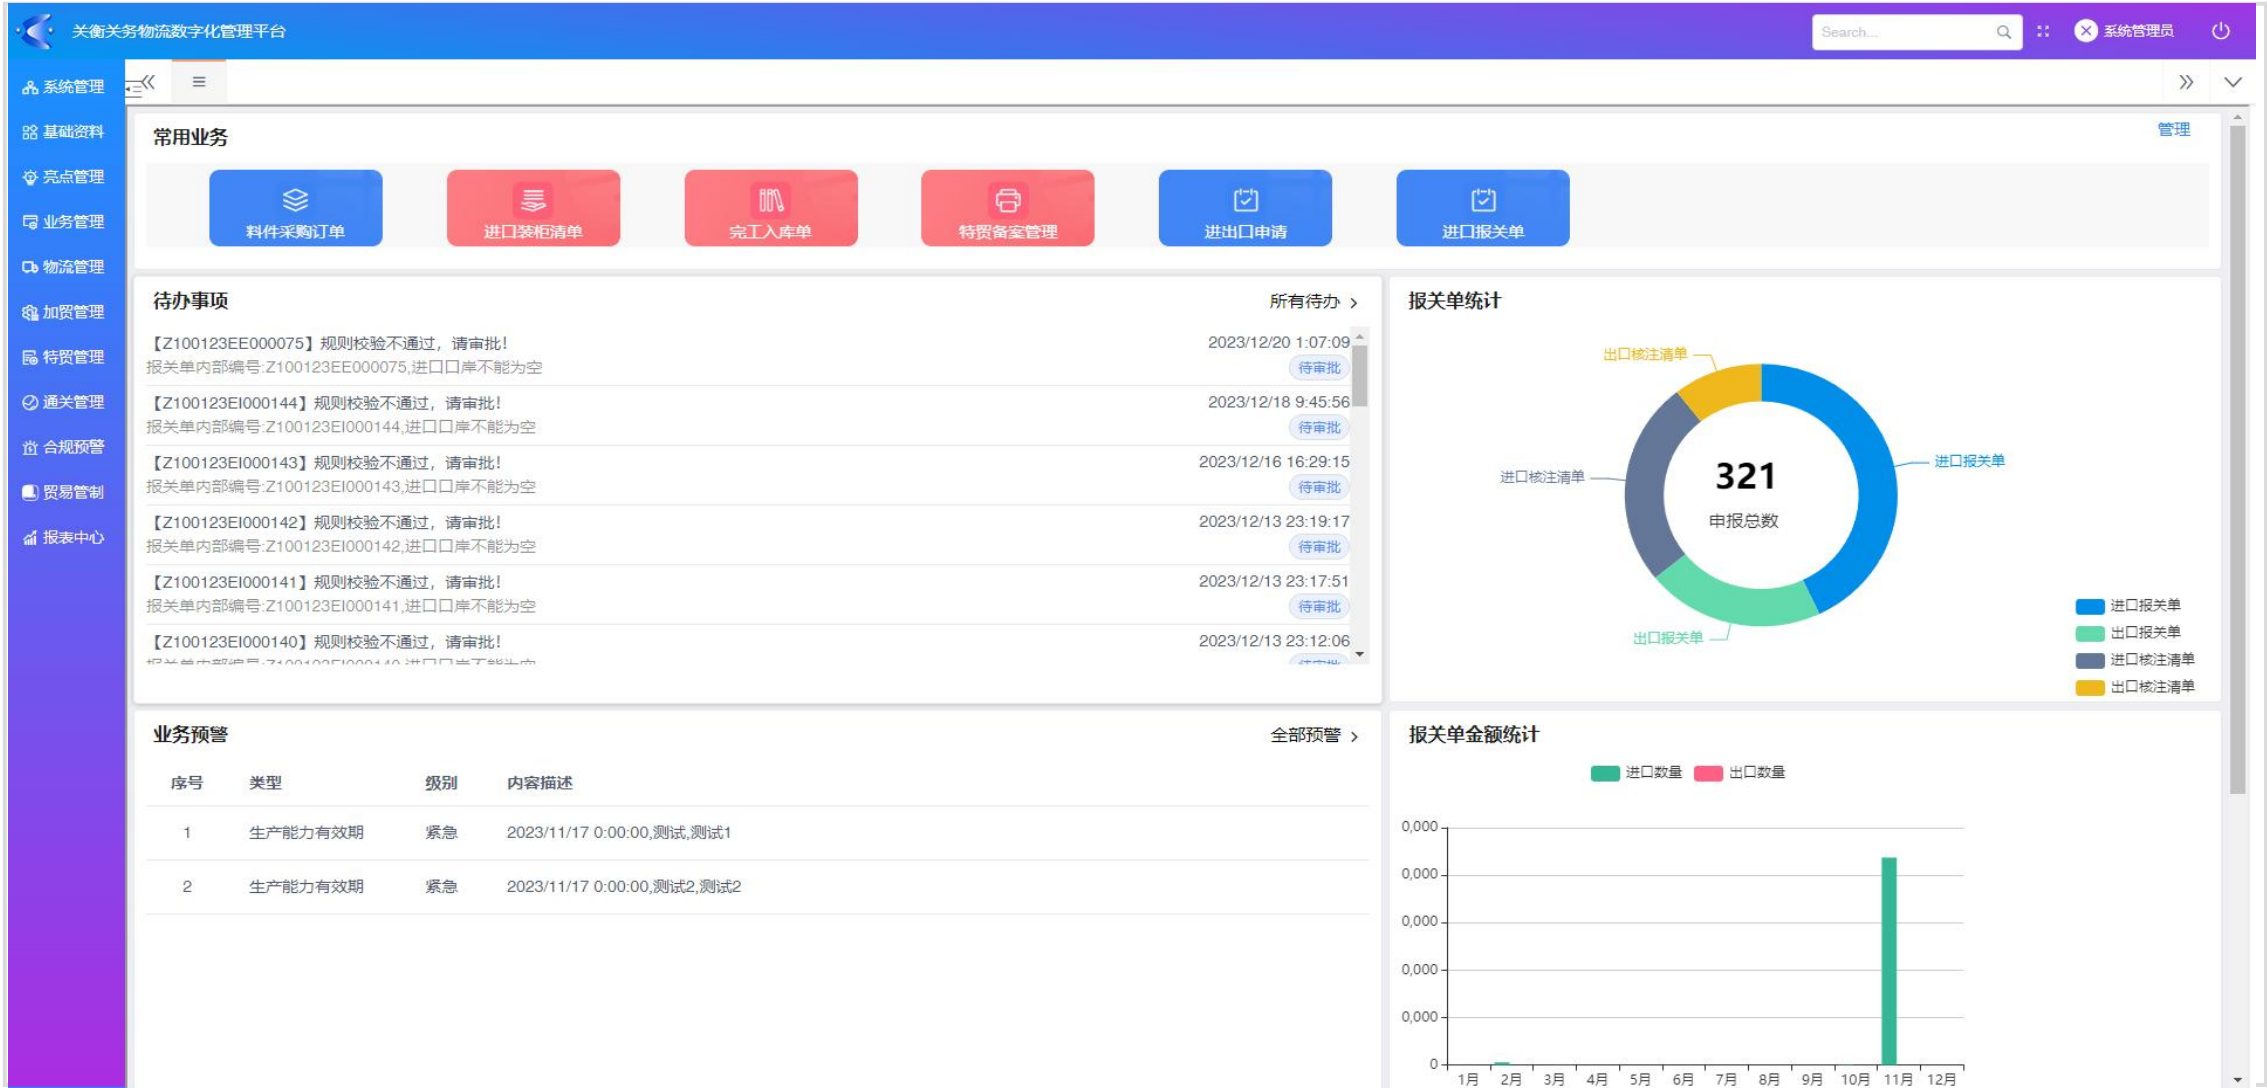 关衡关务物流数字化管理平台
Search...
系统管理员
系统管理
基础资料
亮点管理
业务管理
物流管理
加贸管理
特贸管理
通关管理
合规预警
贸易管制
报表中心
常用业务
管理
料件采购订单
进口装柜清单
完工入库单
特贸备案管理
进出口申请
进口报关单
待办事项
所有待办
【Z100123EE000075】规则校验不通过，请审批！
2023/12/20 1:07:09
报关单内部编号:Z100123EE000075,进口口岸不能为空
待审批
【Z100123EI000144】规则校验不通过，请审批！
2023/12/18 9:45:56
报关单内部编号:Z100123EI000144,进口口岸不能为空
待审批
【Z100123EI000143】规则校验不通过，请审批！
2023/12/16 16:29:15
报关单内部编号:Z100123EI000143,进口口岸不能为空
待审批
【Z100123EI000142】规则校验不通过，请审批！
2023/12/13 23:19:17
报关单内部编号:Z100123EI000142,进口口岸不能为空
待审批
【Z100123EI000141】规则校验不通过，请审批！
2023/12/13 23:17:51
报关单内部编号:Z100123EI000141,进口口岸不能为空
待审批
【Z100123EI000140】规则校验不通过，请审批！
2023/12/13 23:12:06
报关单统计
出口核注清单
进口报关单
进口核注清单
321
申报总数
出口报关单
进口报关单
出口报关单
进口核注清单
出口核注清单
业务预警
全部预警
序号 类型 级别 内容描述
1 生产能力有效期 紧急 2023/11/17 0:00:00,测试,测试1
2 生产能力有效期 紧急 2023/11/17 0:00:00,测试2,测试2
报关单金额统计
进口数量 出口数量
0,000
0,000
0,000
0,000
0,000
0
1月 2月 3月 4月 5月 6月 7月 8月 9月 10月 11月 12月